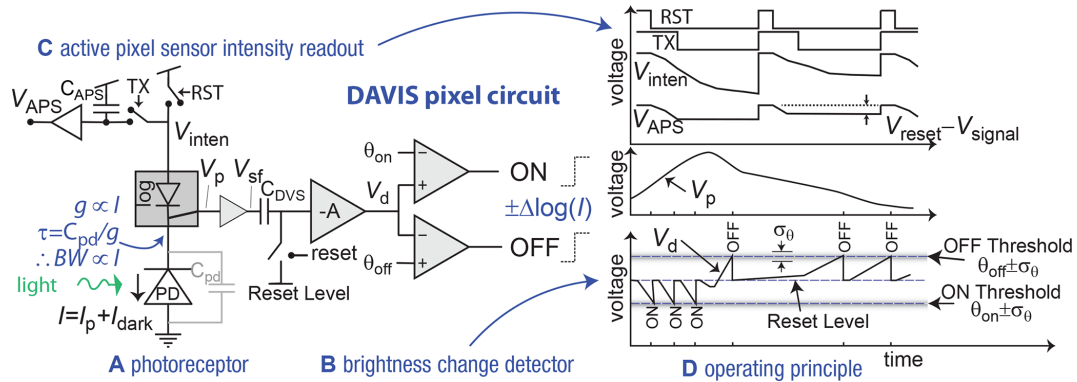 C active pixel sensor intensity readout
DAVIS pixel circuit
V_APS
C_APS
TX
RST
V_inten
log
V_p
V_sf
C_DVS
-A
V_d
reset
Reset Level
θ_on
−
+
ON
±Δlog(I)
−
+
OFF
θ_off
g ∝ I
τ=C_pd/g
∴BW ∝ I
light
PD
C_pd
I=I_p+I_dark
A photoreceptor
B brightness change detector
voltage
RST
TX
V_inten
V_APS
V_reset−V_signal
V_p
voltage
V_d
OFF
σ_θ
OFF
OFF
OFF Threshold
θ_off±σ_θ
ON Threshold
θ_on±σ_θ
ON
ON
ON
Reset Level
time
D operating principle